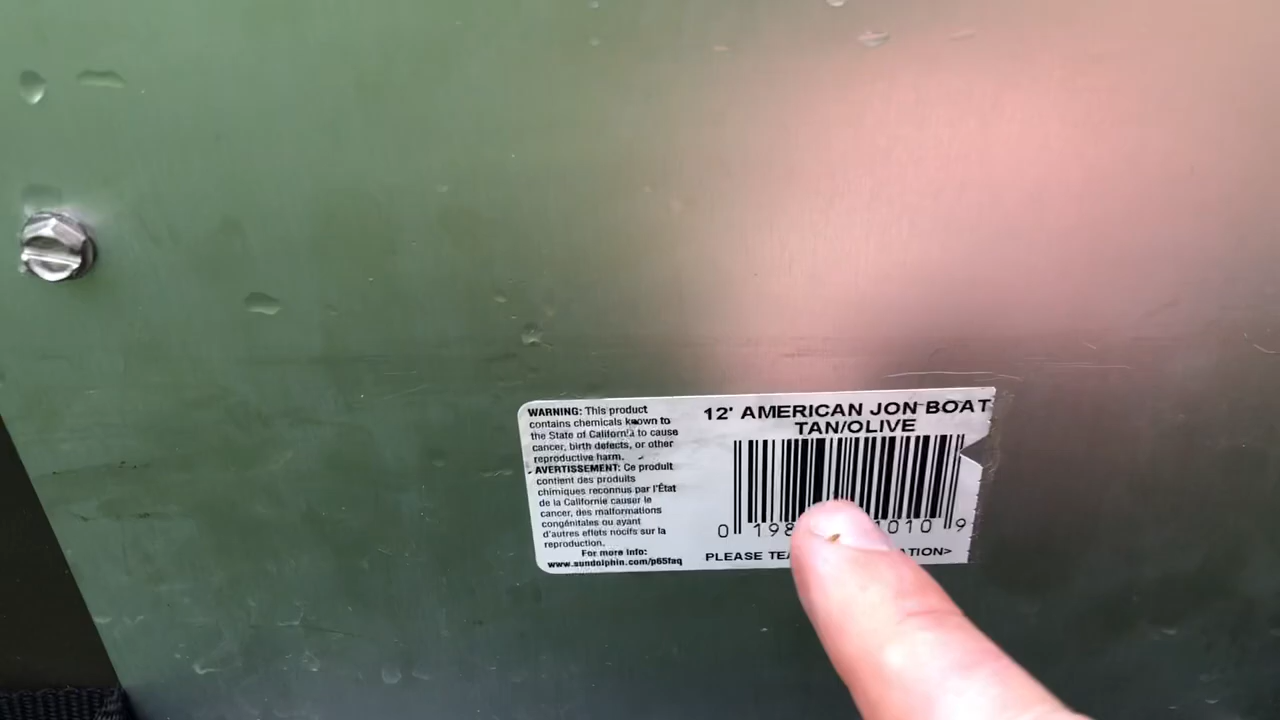 WARNING: This product
contains chemicals known to
the State of California to cause
cancer, birth defects, or other
reproductive harm.
AVERTISSEMENT: Ce produit
contient des produits
chimiques reconnus par l'État
de la Californie causer le
cancer, des malformations
congénitales ou ayant
d'autres effets nocifs sur la
reproduction.
For more info:
www.sundolphin.com/p65faq
12' AMERICAN JON BOAT
TAN/OLIVE
0 198 1010 9
PLEASE